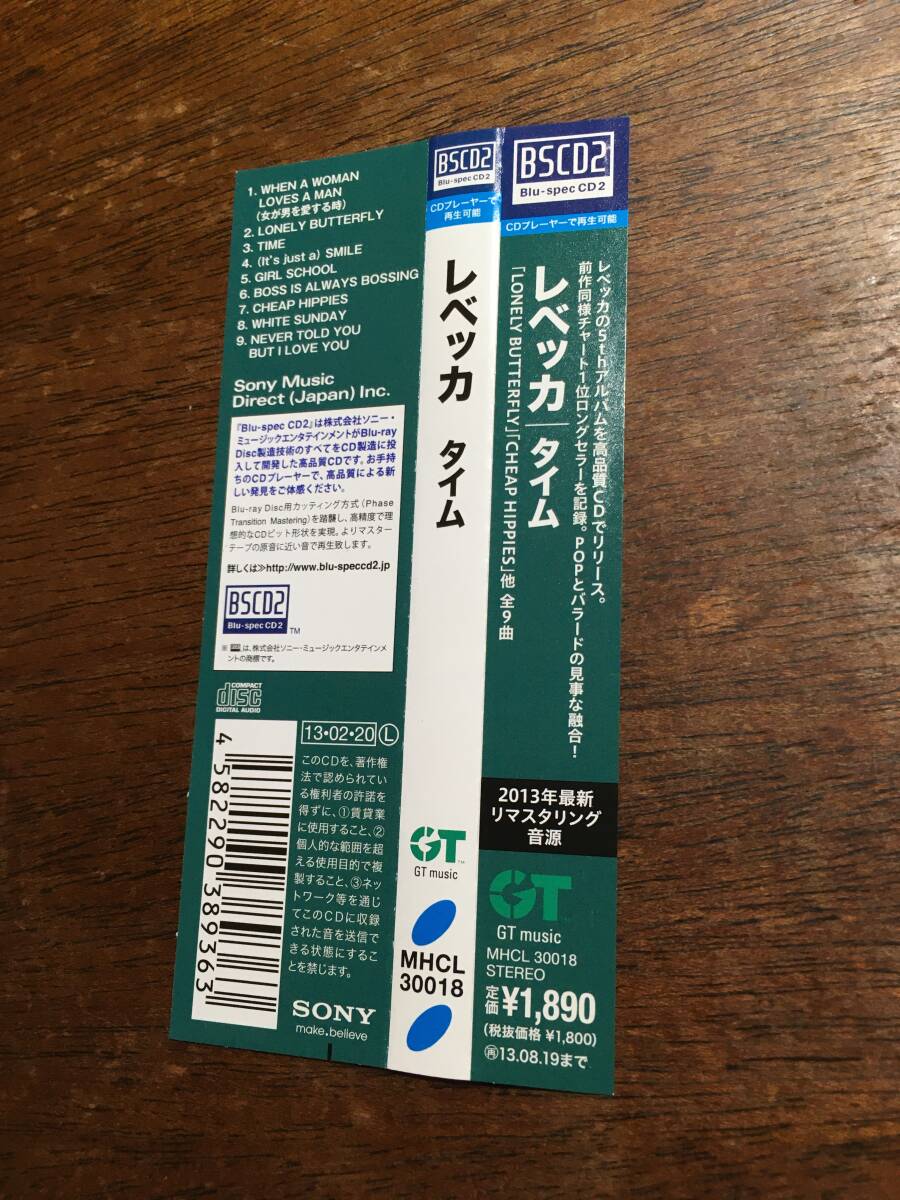 1. WHEN A WOMAN
LOVES A MAN
(女が男を愛する時)
2. LONELY BUTTERFLY
3. TIME
4. (It's just a) SMILE
5. GIRL SCHOOL
6. BOSS IS ALWAYS BOSSING
7. CHEAP HIPPIES
8. WHITE SUNDAY
9. NEVER TOLD YOU
BUT I LOVE YOU
Sony Music
Direct (Japan) Inc.
『Blu-spec CD2』は株式会社ソニー・
ミュージックエンタテインメントがBlu-ray
Disc製造技術のすべてをCD製造に投
入して開発した高品質CDです。お手持
ちのCDプレーヤーで、高品質による新
しい発見をご体感ください。
Blu-ray Disc用カッティング方式(Phase
Transition Mastering)を踏襲し、高精度で理
想的なCDピット形状を実現。よりマスター
テープの原音に近い音で再生致します。
詳しくは≫http://www.blu-speccd2.jp
BSCD2
Blu-spec CD2
TM
は、株式会社ソニー・ミュージックエンタテインメ
ントの商標です。
COMPACT
disc
DIGITAL AUDIO
13•02•20 Ⓛ
このCDを、著作権
法で認められている
権利者の許諾を
得ずに、①賃貸業
に使用すること、②
個人的な範囲を超
える使用目的で複
製すること、③ネッ
トワーク等を通じ
てこのCDに収録
された音を送信で
きる状態にするこ
とを禁じます。
4 582290 389363
SONY
make.believe
BSCD2
Blu-spec CD2
CDプレーヤーで
再生可能
レベッカ タイム
GT
GT music
MHCL
30018
BSCD2
Blu-spec CD2
CDプレーヤーで再生可能
レベッカの5thアルバムを高品質CDでリリース。
前作同様チャート1位ロングセラーを記録。POPとバラードの見事な融合!
レベッカ|タイム
「LONELY BUTTERFLY」「CHEAP HIPPIES」他 全9曲
2013年最新
リマスタリング
音源
GT
GT music
MHCL 30018
STEREO
定価¥1,890
(税抜価格 ¥1,800)
㊢13.08.19まで